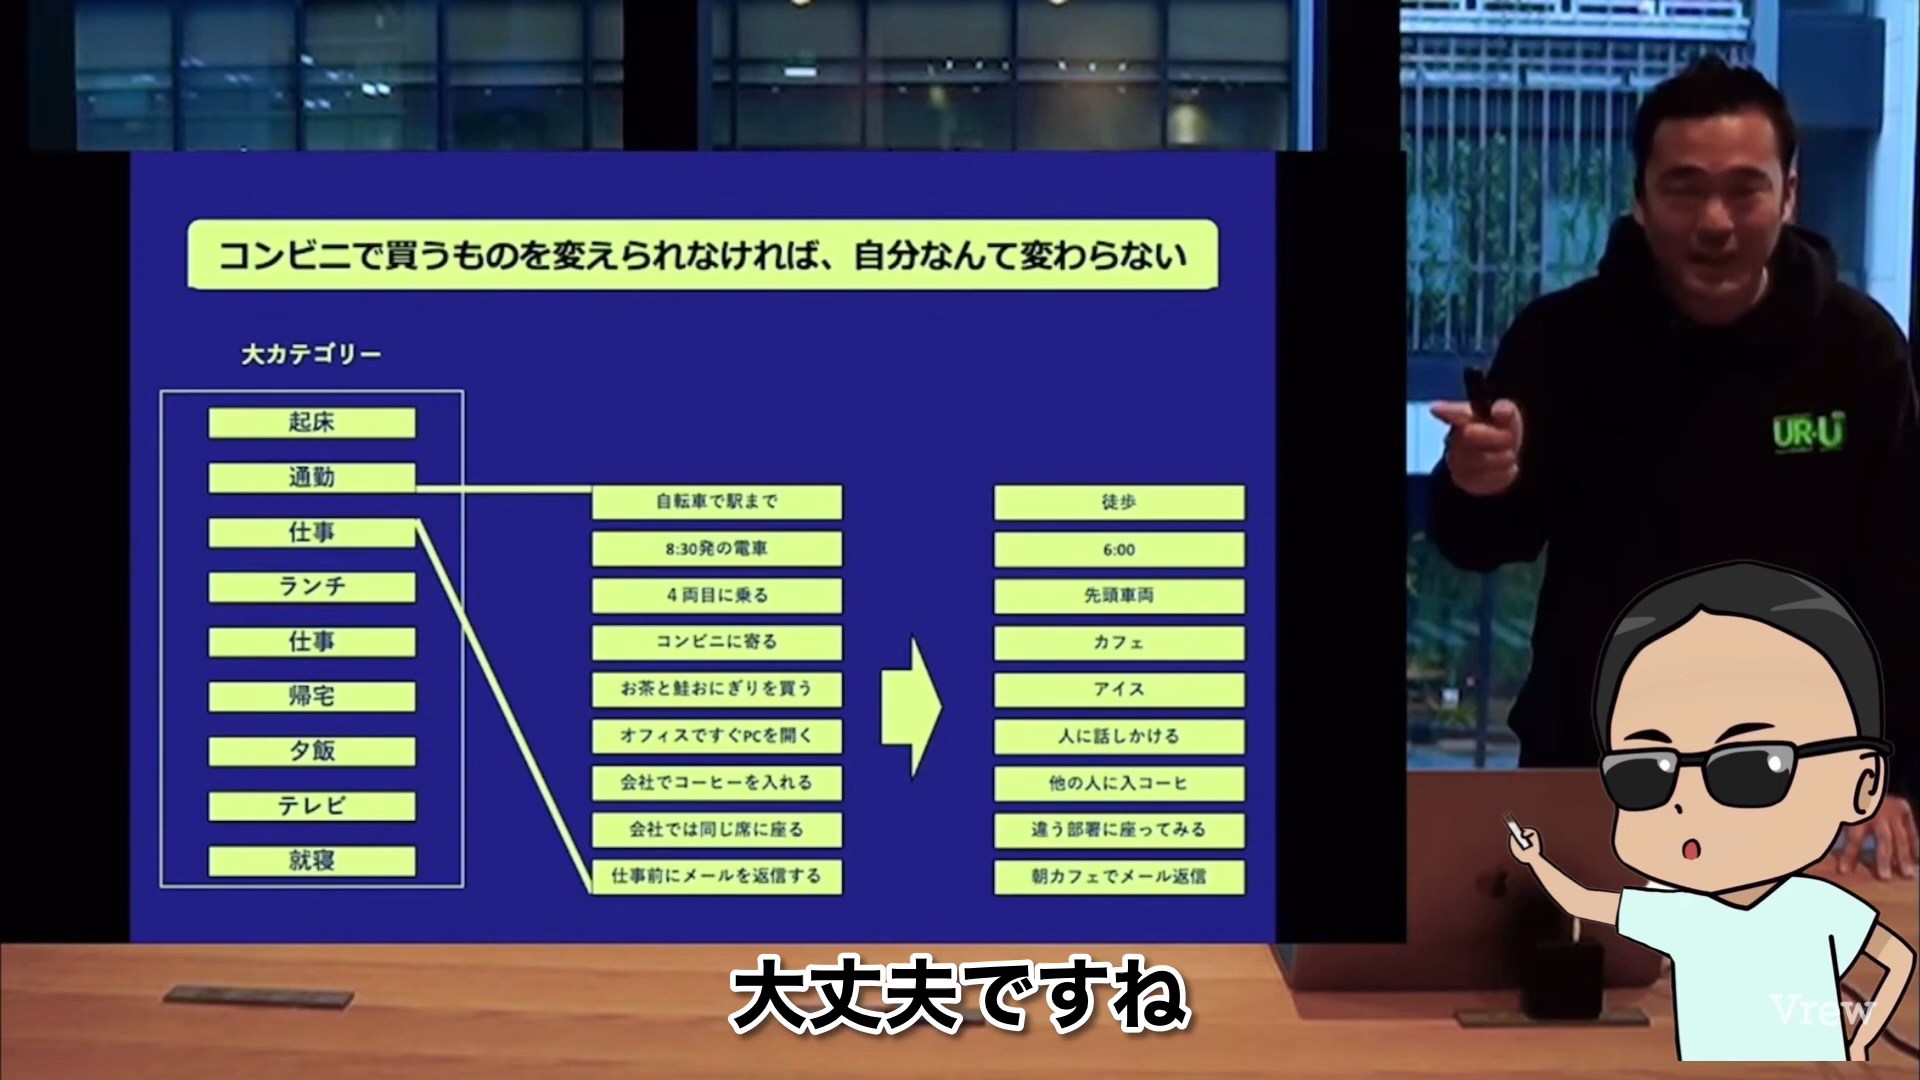 コンビニで買うものを変えられなければ、自分なんて変わらない
大カテゴリー
起床
通勤
仕事
ランチ
仕事
帰宅
夕飯
テレビ
就寝
自転車で駅まで
8:30発の電車
４両目に乗る
コンビニに寄る
お茶と鮭おにぎりを買う
オフィスですぐPCを開く
会社でコーヒーを入れる
会社では同じ席に座る
仕事前にメールを返信する
徒歩
6:00
先頭車両
カフェ
アイス
人に話しかける
他の人に入コーヒ
違う部署に座ってみる
朝カフェでメール返信
UR-U
大丈夫ですね
Vrew